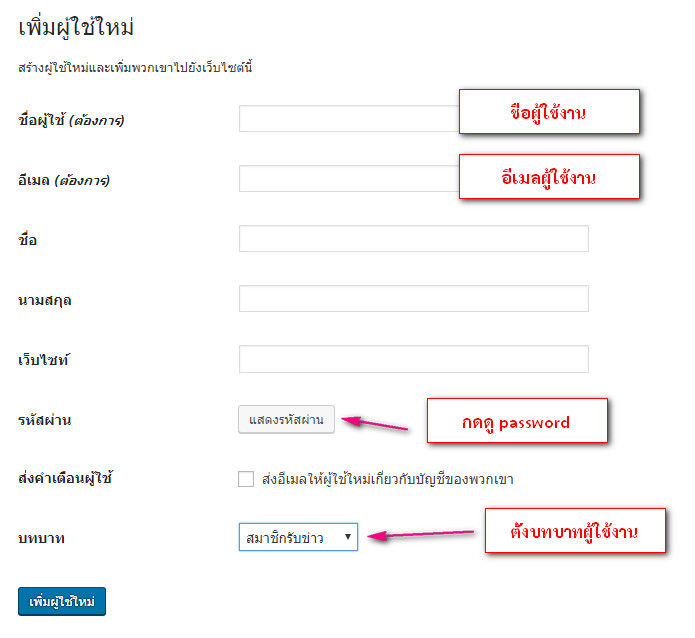 เพิ่มผู้ใช้ใหม่
สร้างผู้ใช้ใหม่และเพิ่มพวกเขาไปยังเว็บไซต์นี้
ชื่อผู้ใช้ (ต้องการ)
ชื่อผู้ใช้งาน
อีเมล (ต้องการ)
อีเมลผู้ใช้งาน
ชื่อ
นามสกุล
เว็บไซท์
รหัสผ่าน
แสดงรหัสผ่าน
กดดู password
ส่งคำเตือนผู้ใช้
ส่งอีเมลให้ผู้ใช้ใหม่เกี่ยวกับบัญชีของพวกเขา
บทบาท
สมาชิกรับข่าว
ตั้งบทบาทผู้ใช้งาน
เพิ่มผู้ใช้ใหม่